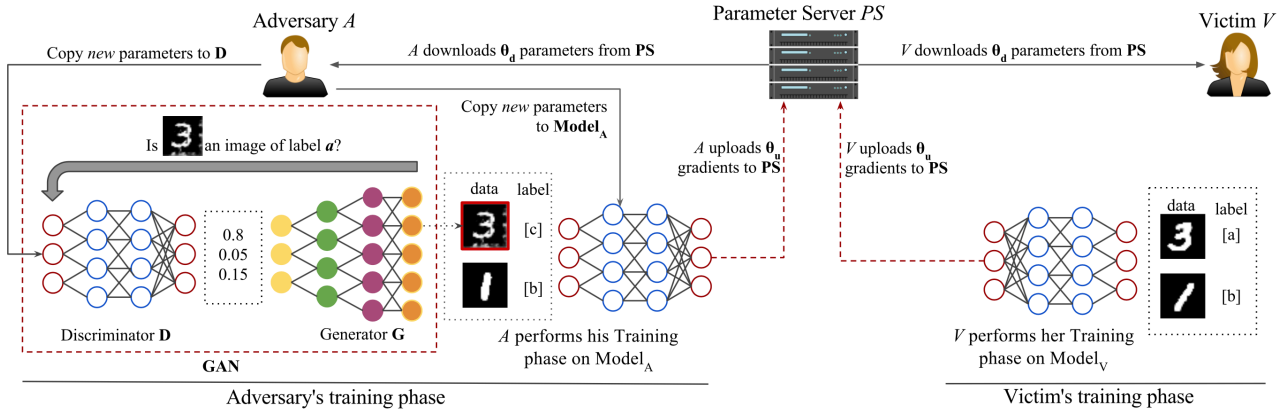 Adversary A
Parameter Server PS
Victim V
Copy new parameters to D
A downloads θd parameters from PS
V downloads θd parameters from PS
Copy new parameters
to ModelA
Is 3 an image of label a?
A uploads θu
gradients to PS
V uploads θu
gradients to PS
data label
[c]
[b]
0.8
0.05
0.15
data label
[a]
[b]
Discriminator D
Generator G
GAN
A performs his Training
phase on ModelA
V performs her Training
phase on ModelV
Adversary's training phase
Victim's training phase